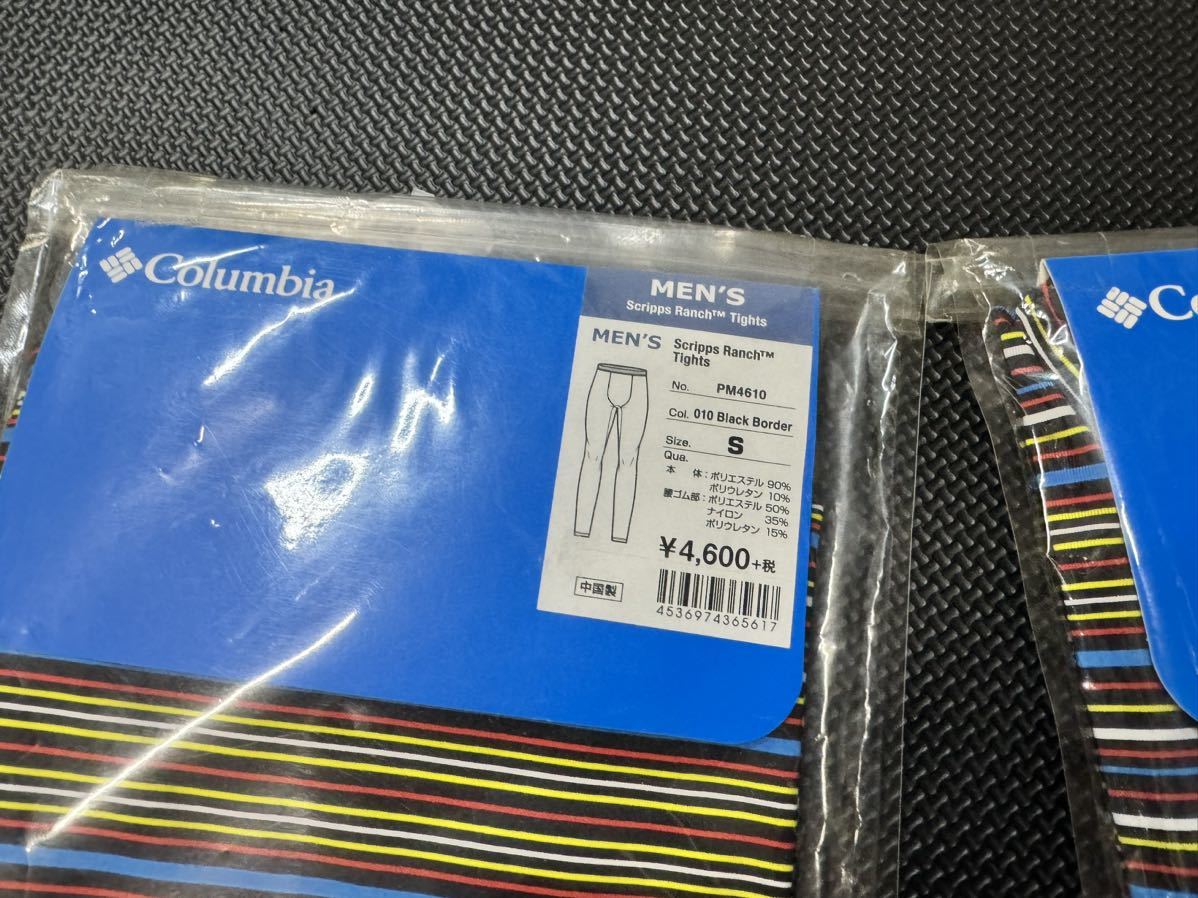 Columbia
MEN'S
Scripps Ranch™ Tights
MEN'S Scripps Ranch™
Tights
No. PM4610
Col. 010 Black Border
Size. S
Qua.
本 体:ポリエステル 90%
ポリウレタン 10%
腰ゴム部:ポリエステル 50%
ナイロン 35%
ポリウレタン 15%
¥4,600+税
中国製
4536974365617
Co